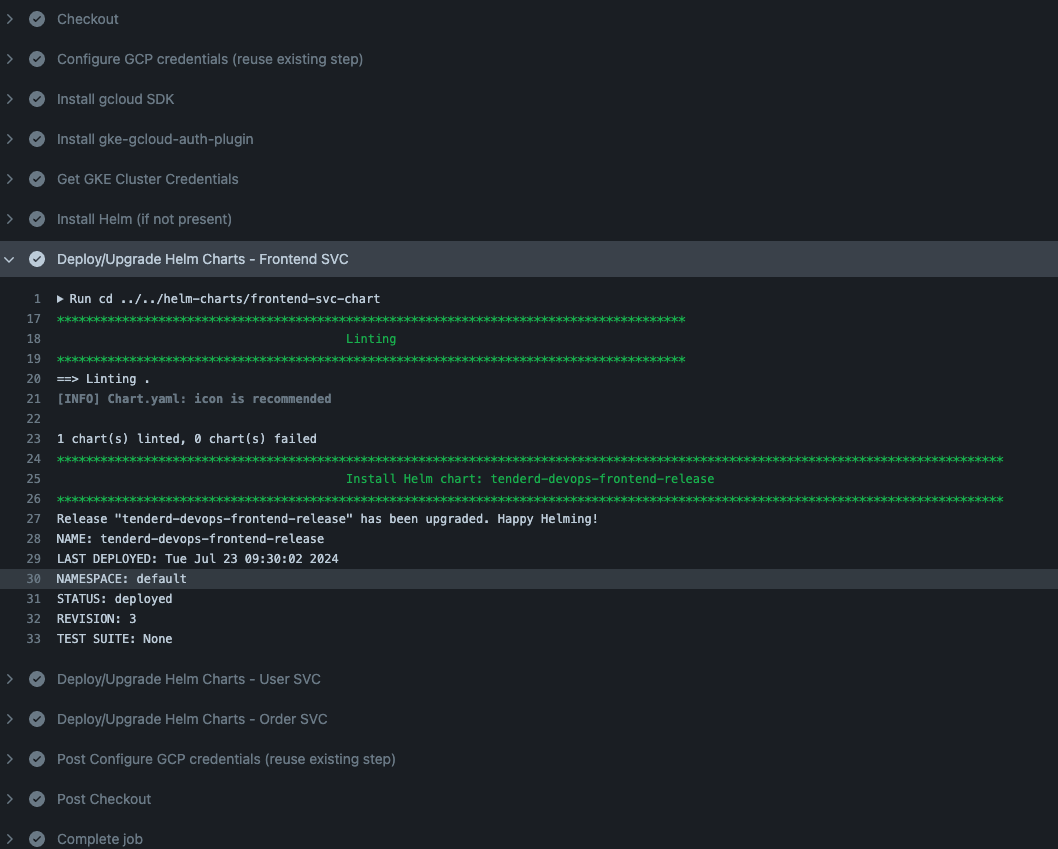 Checkout
Configure GCP credentials (reuse existing step)
Install gcloud SDK
Install gke-gcloud-auth-plugin
Get GKE Cluster Credentials
Install Helm (if not present)
Deploy/Upgrade Helm Charts - Frontend SVC
1 ▶ Run cd ../../helm-charts/frontend-svc-chart
17 ***************************************************************************************
18 Linting
19 ***************************************************************************************
20 ==> Linting .
21 [INFO] Chart.yaml: icon is recommended
22
23 1 chart(s) linted, 0 chart(s) failed
24 ***********************************************************************************************************************************
25 Install Helm chart: tenderd-devops-frontend-release
26 ***********************************************************************************************************************************
27 Release "tenderd-devops-frontend-release" has been upgraded. Happy Helming!
28 NAME: tenderd-devops-frontend-release
29 LAST DEPLOYED: Tue Jul 23 09:30:02 2024
30 NAMESPACE: default
31 STATUS: deployed
32 REVISION: 3
33 TEST SUITE: None
Deploy/Upgrade Helm Charts - User SVC
Deploy/Upgrade Helm Charts - Order SVC
Post Configure GCP credentials (reuse existing step)
Post Checkout
Complete job